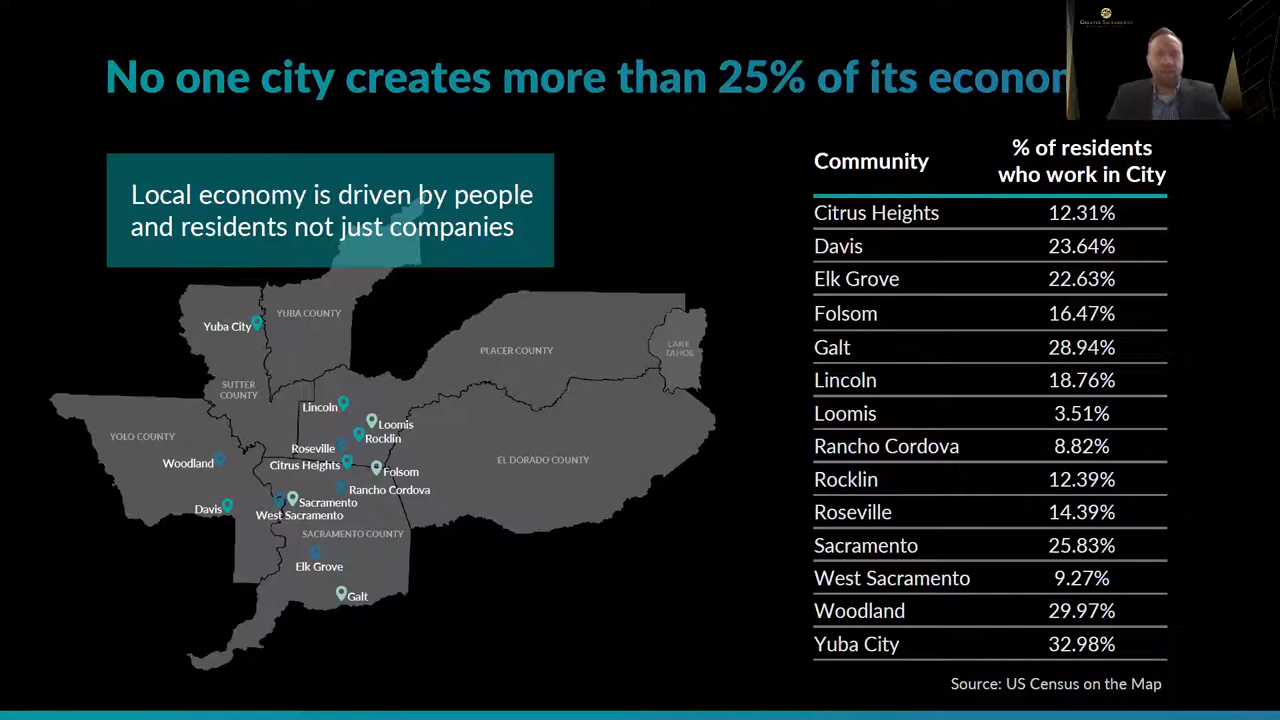 No one city creates more than 25% of its econom
GREATER SACRAMENTO
Local economy is driven by people
and residents not just companies
Community
% of residents
who work in City
Citrus Heights 12.31%
Davis 23.64%
Elk Grove 22.63%
Folsom 16.47%
Galt 28.94%
Lincoln 18.76%
Loomis 3.51%
Rancho Cordova 8.82%
Rocklin 12.39%
Roseville 14.39%
Sacramento 25.83%
West Sacramento 9.27%
Woodland 29.97%
Yuba City 32.98%
Source: US Census on the Map
YUBA COUNTY
Yuba City
PLACER COUNTY
LAKE
TAHOE
SUTTER
COUNTY
Lincoln
Loomis
YOLO COUNTY
Rocklin
Roseville
Woodland
Citrus Heights
EL DORADO COUNTY
Folsom
Rancho Cordova
Sacramento
Davis
West Sacramento
SACRAMENTO COUNTY
Elk Grove
Galt